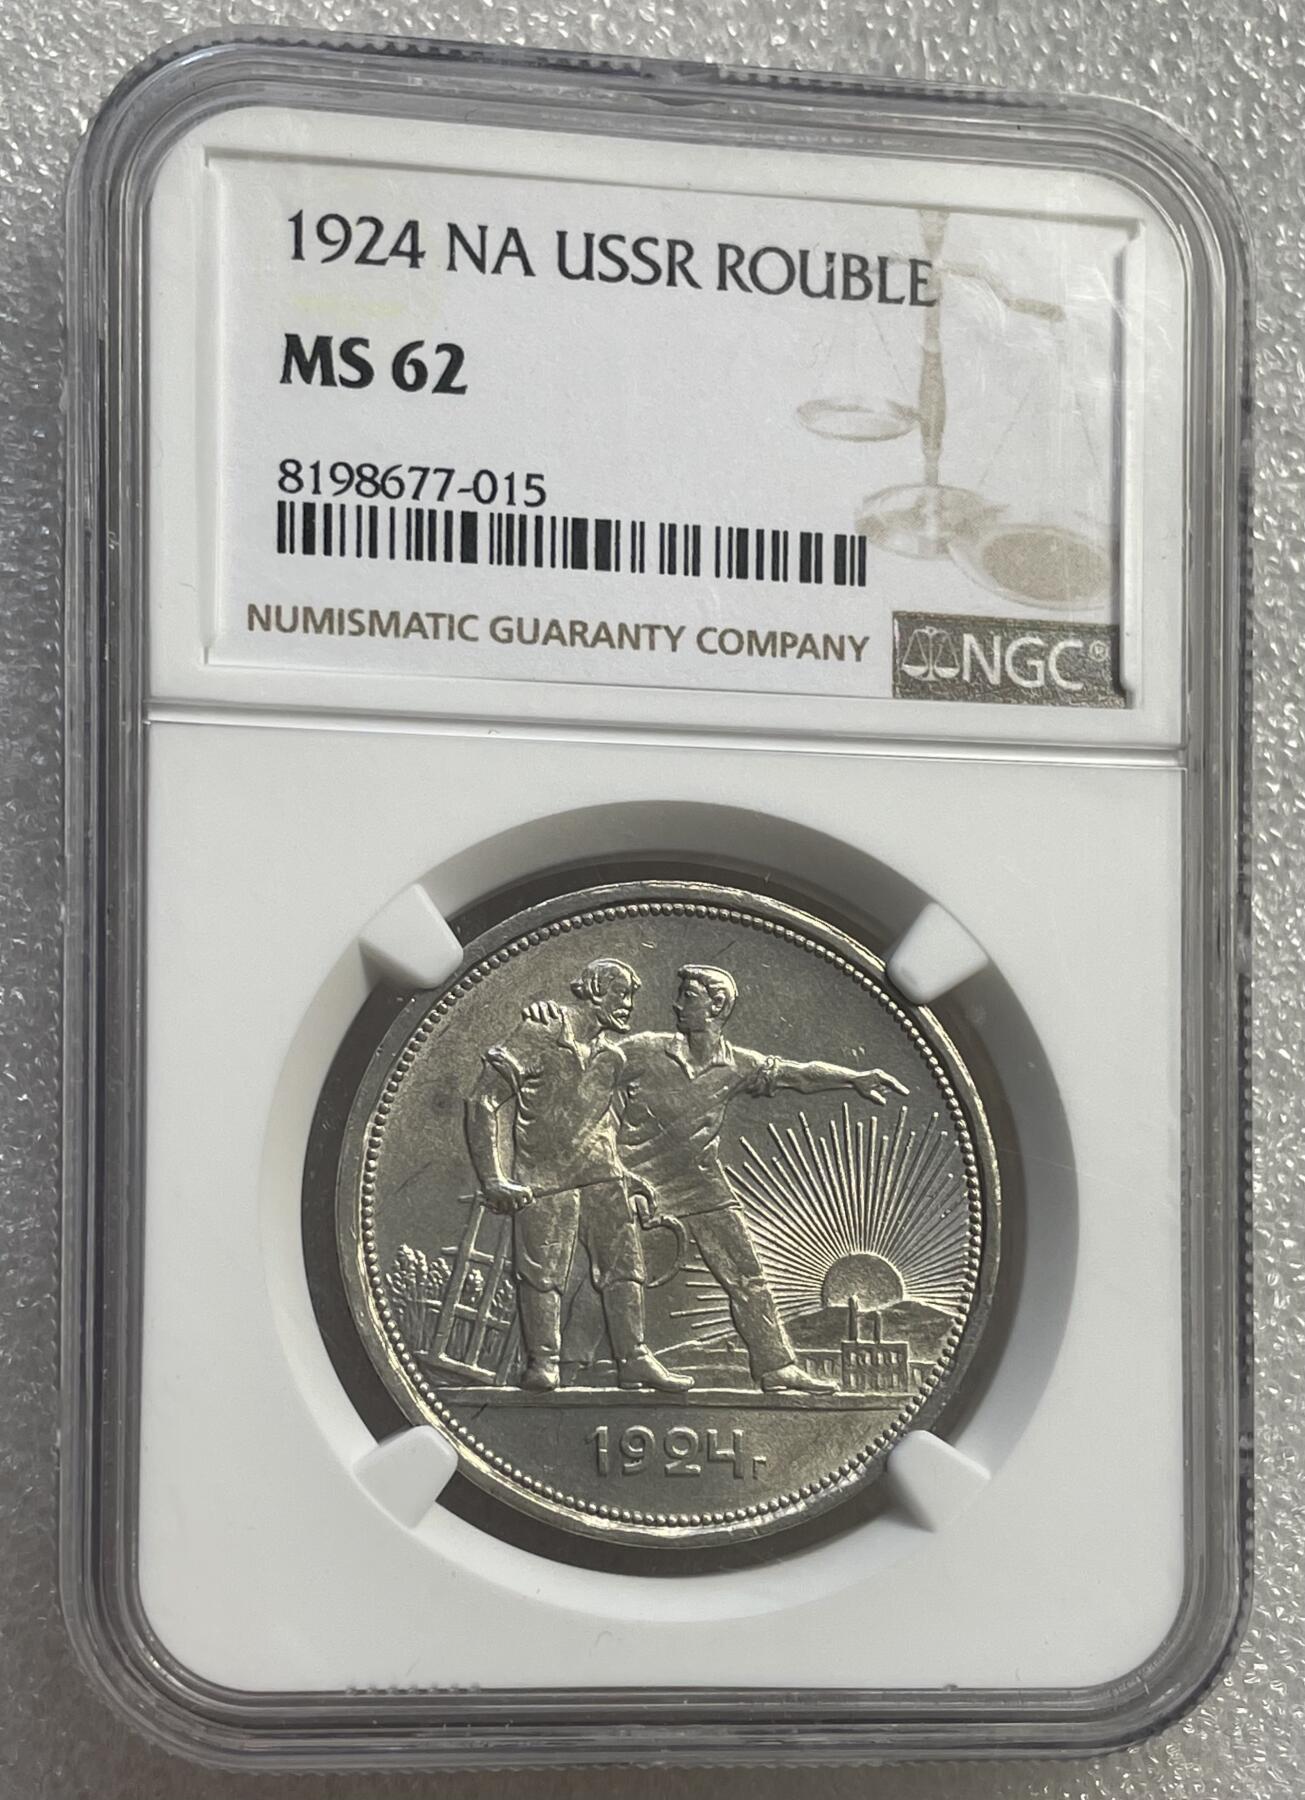 1924 NA USSR ROUBLE
MS 62
8198677-015
NUMISMATIC GUARANTY COMPANY
NGC®
1924г.